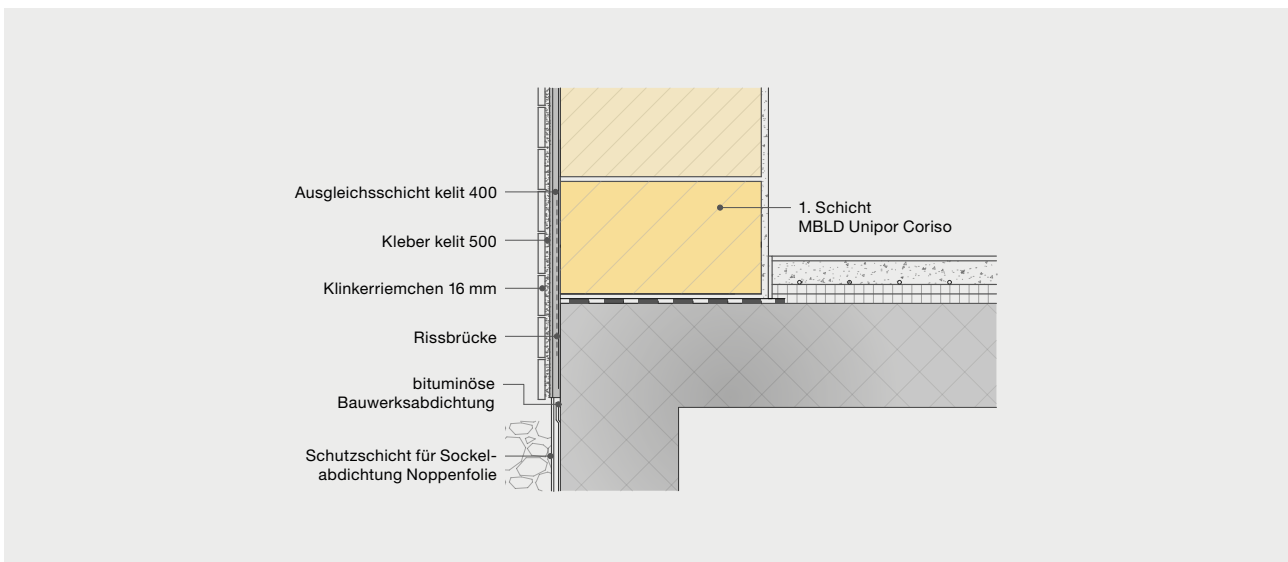 Ausgleichsschicht kelit 400
Kleber kelit 500
Klinkerriemchen 16 mm
Rissbrücke
bituminöse
Bauwerksabdichtung
Schutzschicht für Sockel-
abdichtung Noppenfolie
1. Schicht
MBLD Unipor Coriso